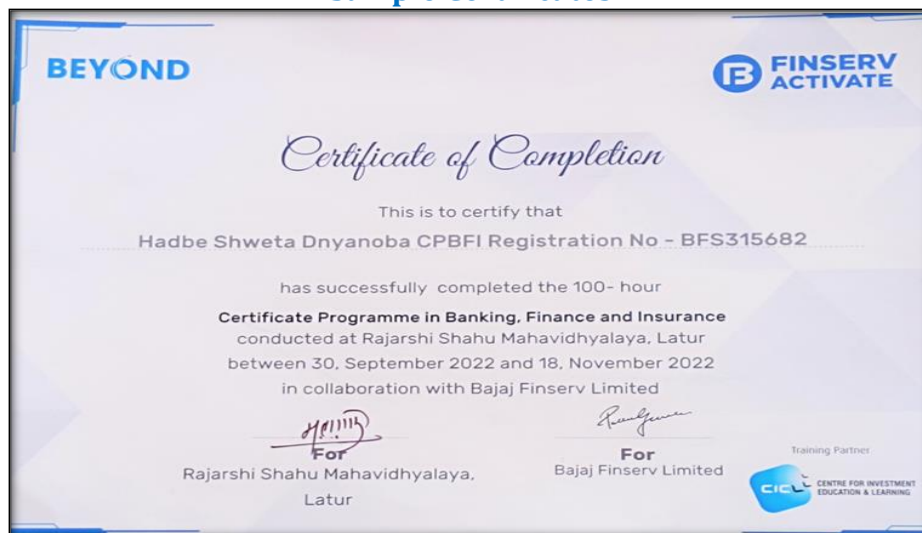 BEYOND
FINSERV
ACTIVATE
Certificate of Completion
This is to certify that
Hadbe Shweta Dnyanoba CPBFI Registration No - BFS315682
has successfully completed the 100- hour
Certificate Programme in Banking, Finance and Insurance
conducted at Rajarshi Shahu Mahavidhyalaya, Latur
between 30, September 2022 and 18, November 2022
in collaboration with Bajaj Finserv Limited
For
Rajarshi Shahu Mahavidhyalaya,
Latur
For
Bajaj Finserv Limited
Training Partner
CICL
CENTRE FOR INVESTMENT
EDUCATION & LEARNING